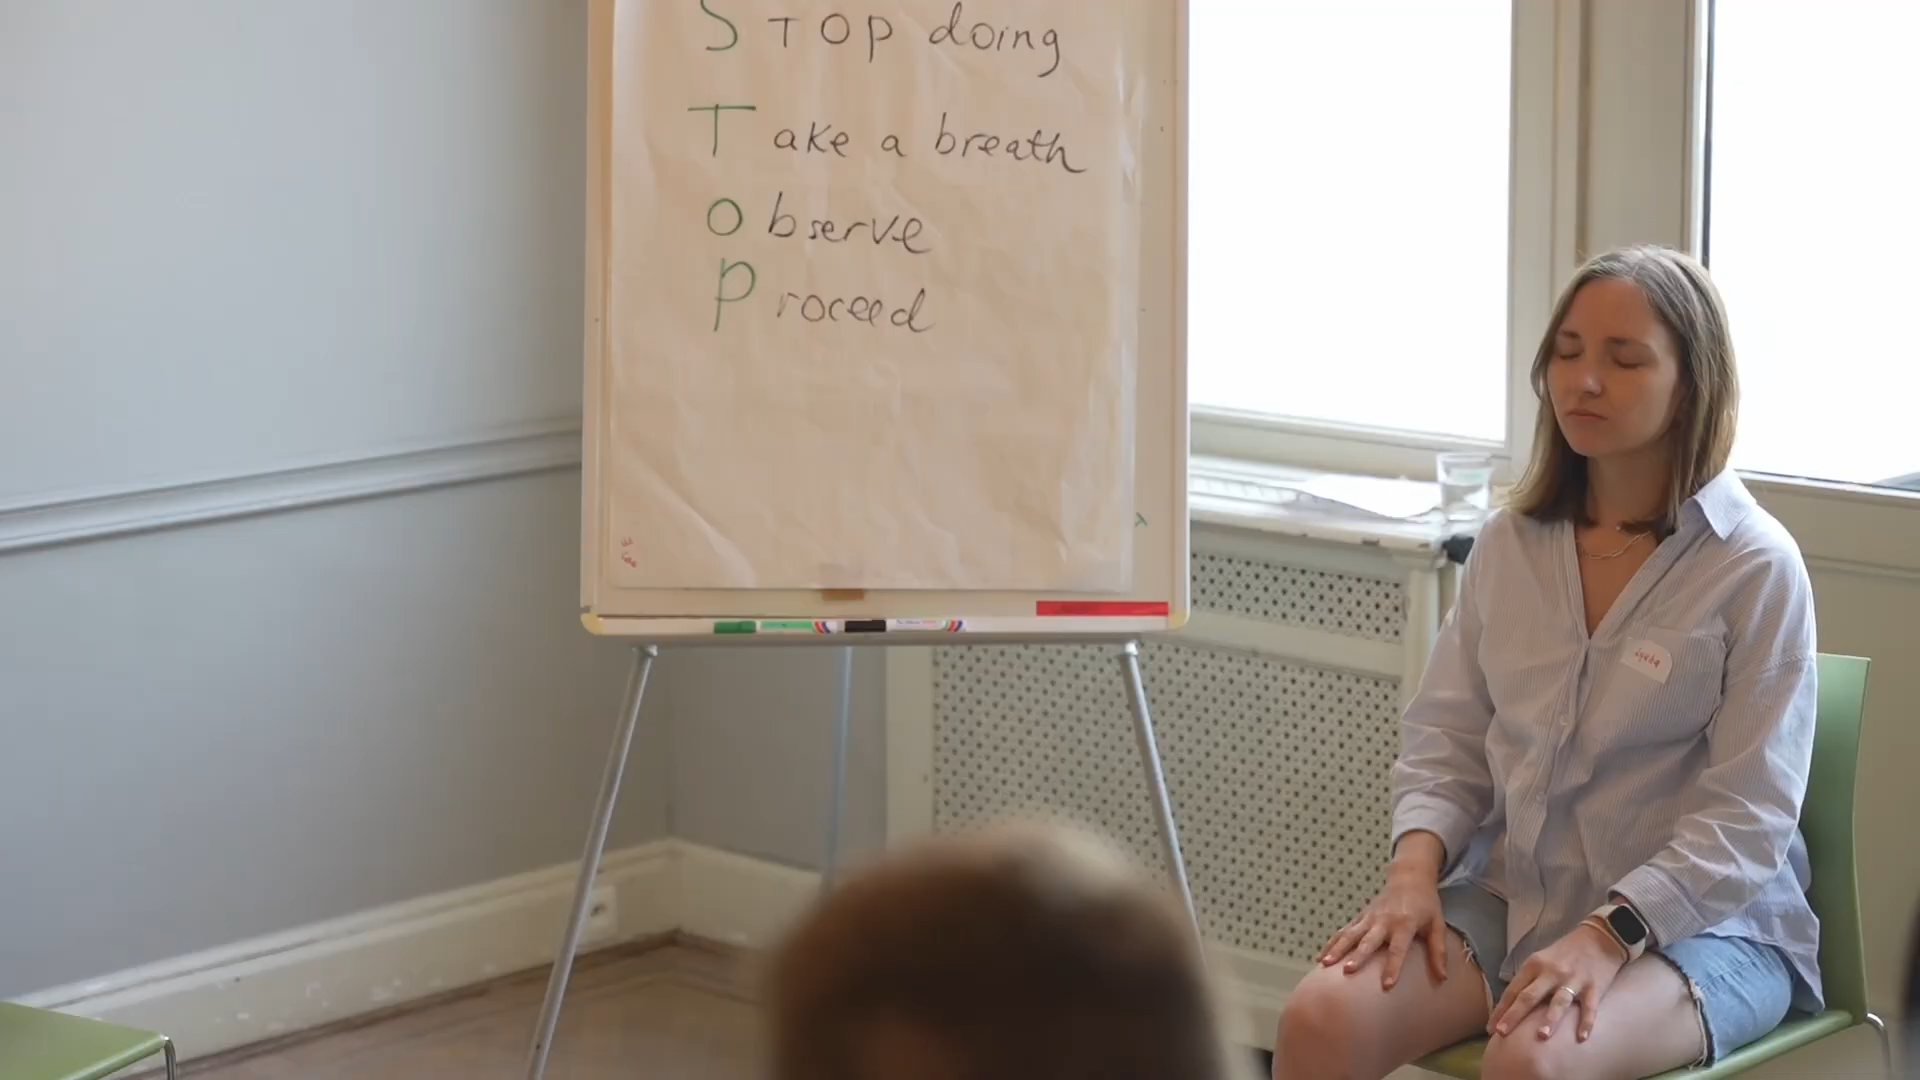 STOP doing
Take a breath
Observe
Proceed